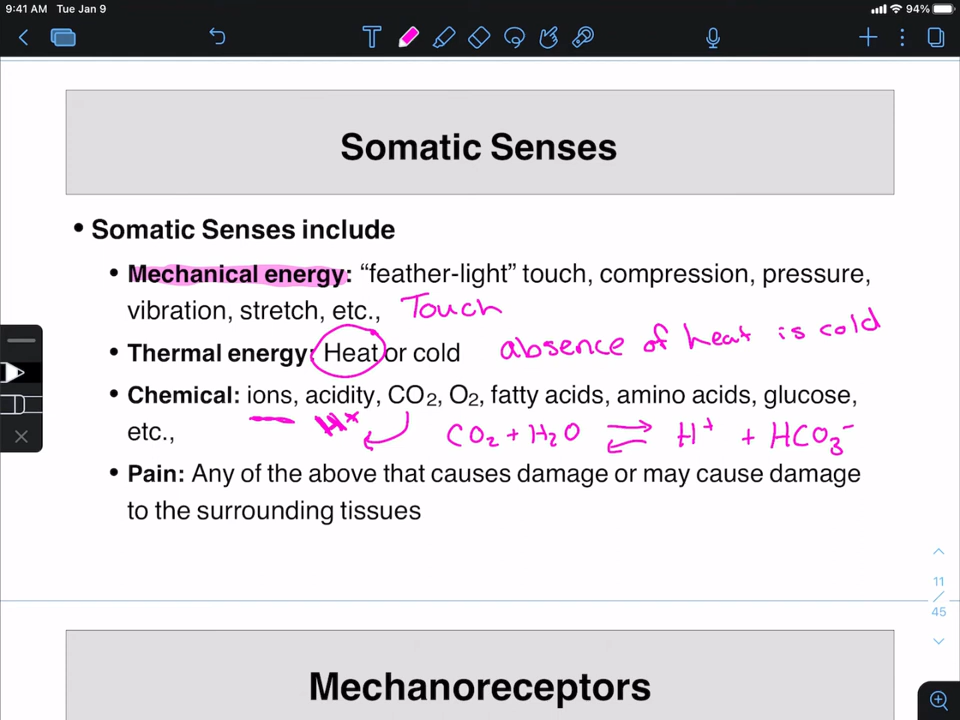 9:41 AM Tue Jan 9 94%
Somatic Senses
• Somatic Senses include
• Mechanical energy: “feather-light” touch, compression, pressure,
vibration, stretch, etc., Touch
• Thermal energy: Heat or cold absence of heat is cold
• Chemical: ions, acidity, CO₂, O₂, fatty acids, amino acids, glucose,
etc., H⁺ CO₂ + H₂O ⇌ H⁺ + HCO₃⁻
• Pain: Any of the above that causes damage or may cause damage
to the surrounding tissues
11
/
45
Mechanoreceptors